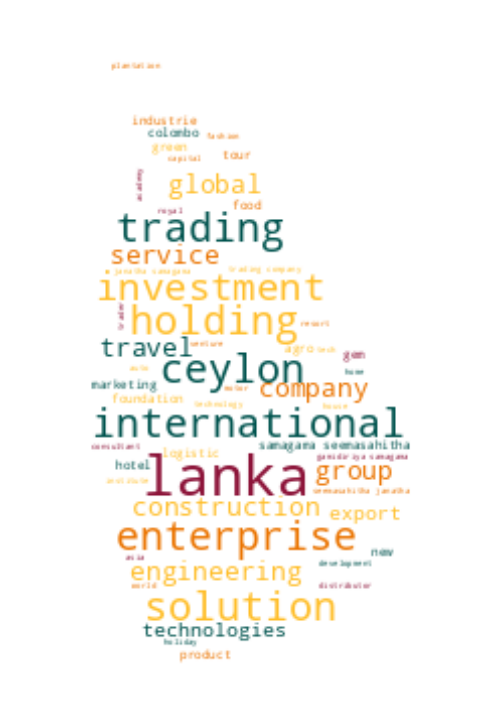 plantation
industrie
colombo fashion
green
capital tour
academy
global
royal food
trading
service
janatha samagama trading company
investment
trader
holding resort
travel venture agro tech gem
ceylon home
auto
marketing motor company
foundation
technology house
international
consultant samagama seemasahitha
logistic gamidiriya samagama
hotel lanka group
institute
seemasahitha janatha
construction export
enterprise new
asia development
engineering
world distributor
solution
technologies
holiday
product